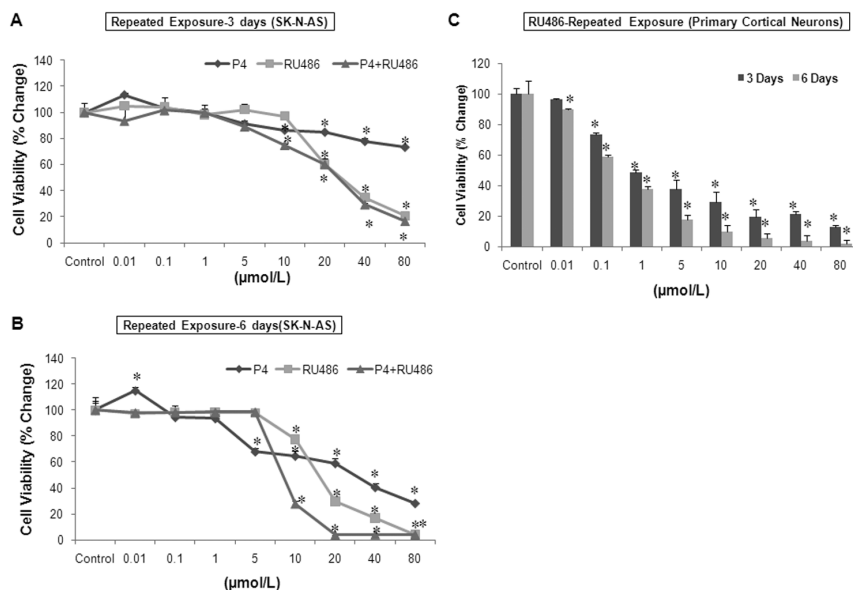 A
Repeated Exposure-3 days (SK-N-AS)
Cell Viability (% Change)
140
120
100
80
60
40
20
0
P4 RU486 P4+RU486
* * * *
* * * *
* * *
Control 0.01 0.1 1 5 10 20 40 80
(µmol/L)
B
Repeated Exposure-6 days(SK-N-AS)
Cell Viability (% Change)
140
120
100
80
60
40
20
0
P4 RU486 P4+RU486
*
* * * * *
* * * * *
* * *
Control 0.01 0.1 1 5 10 20 40 80
(µmol/L)
C
RU486-Repeated Exposure (Primary Cortical Neurons)
Cell Viability (% Change)
120
100
80
60
40
20
0
3 Days 6 Days
* * * * * * * *
* * * * * * *
Control 0.01 0.1 1 5 10 20 40 80
(µmol/L)